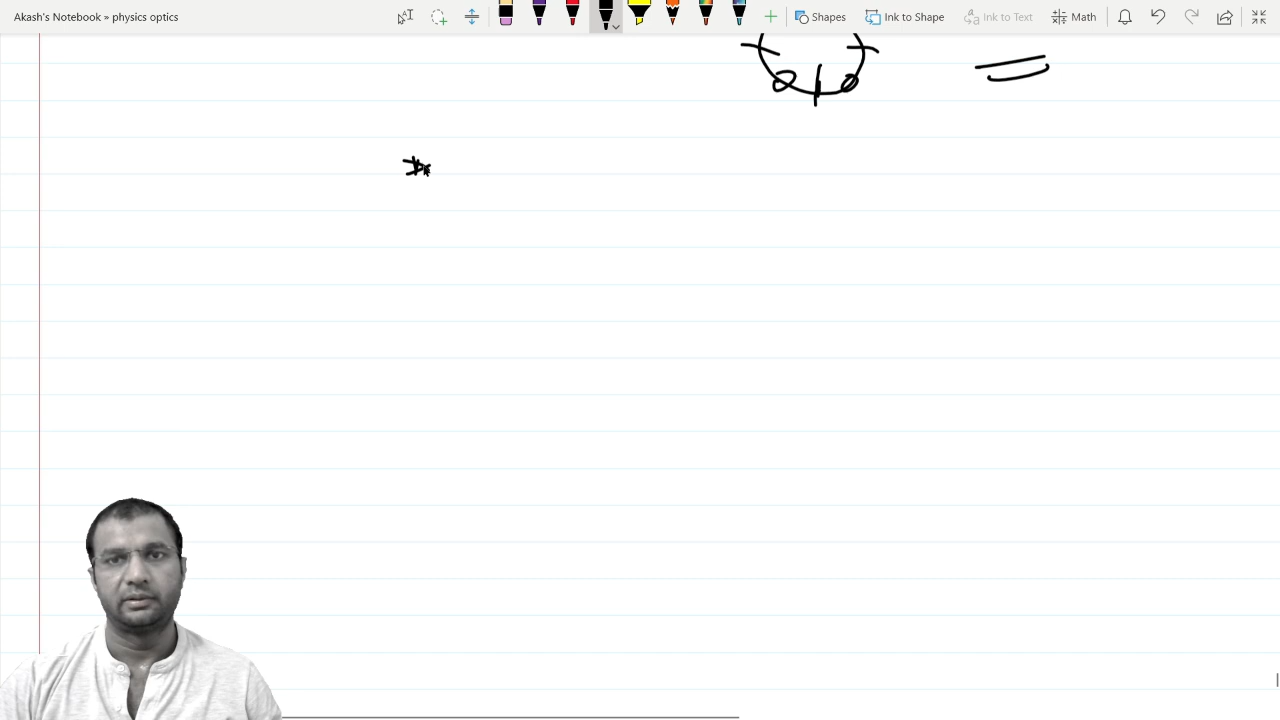 Akash's Notebook » physics optics
Shapes
Ink to Shape
Ink to Text
Math